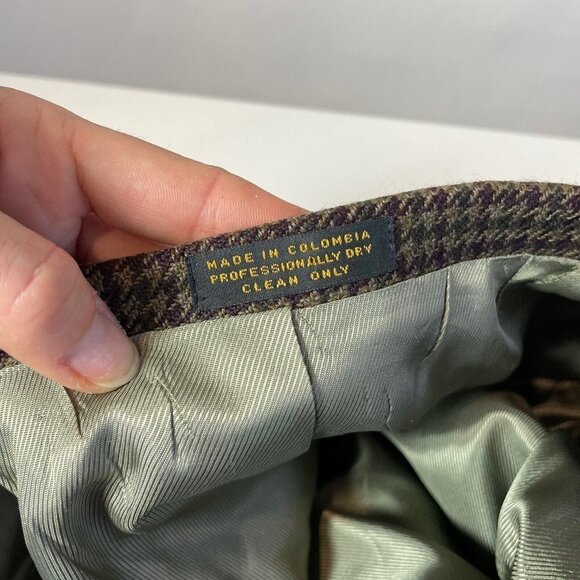 MADE IN COLOMBIA
PROFESSIONALLY DRY
CLEAN ONLY